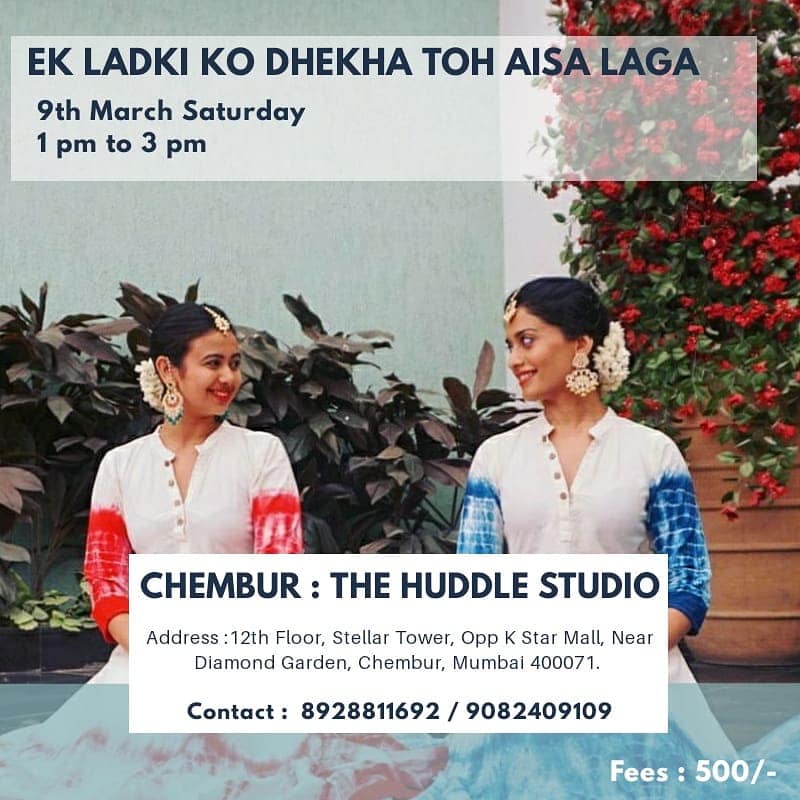 EK LADKI KO DHEKHA TOH AISA LAGA
9th March Saturday
1 pm to 3 pm
CHEMBUR : THE HUDDLE STUDIO
Address :12th Floor, Stellar Tower, Opp K Star Mall, Near
Diamond Garden, Chembur, Mumbai 400071.
Contact : 8928811692 / 9082409109
Fees : 500/-